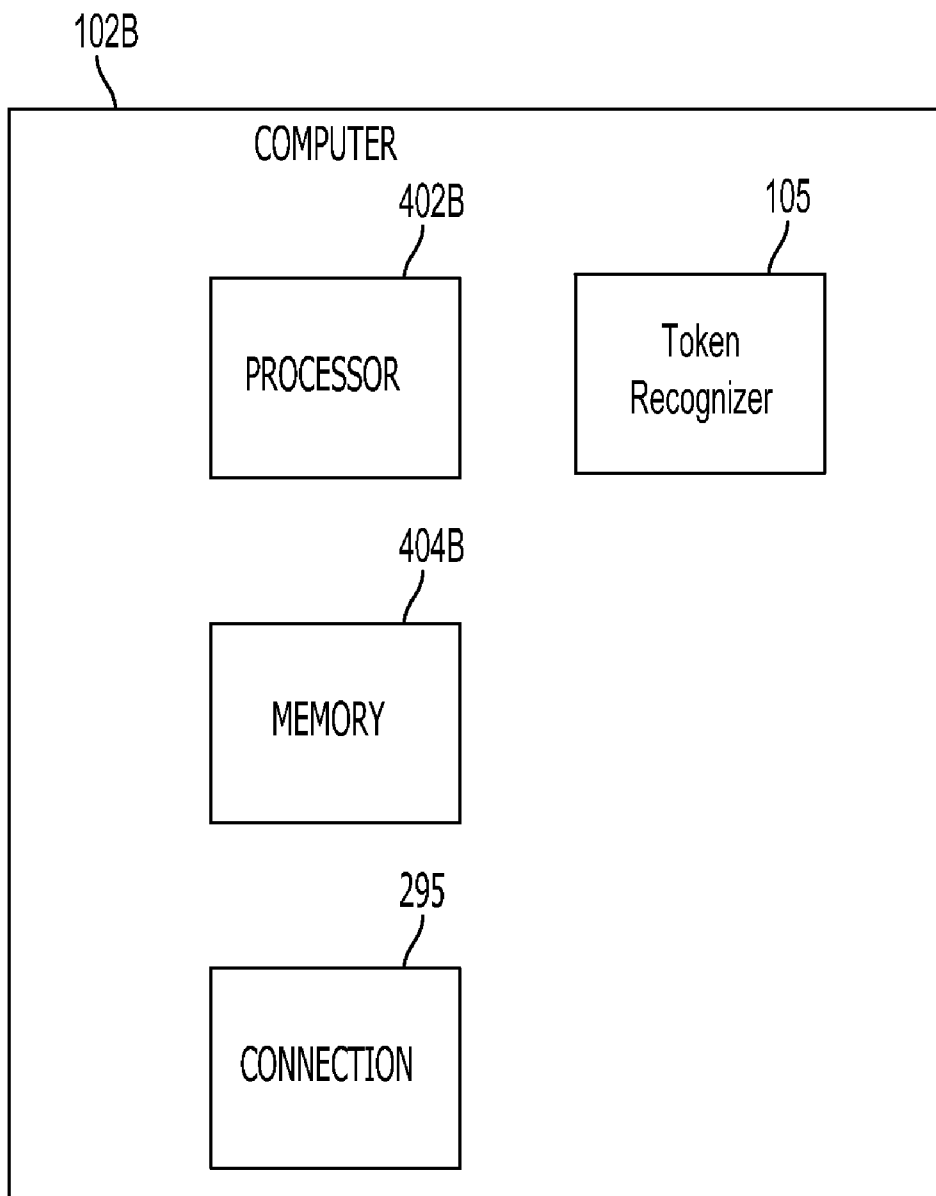 102B
COMPUTER
402B
105
PROCESSOR
Token
Recognizer
404B
MEMORY
295
CONNECTION